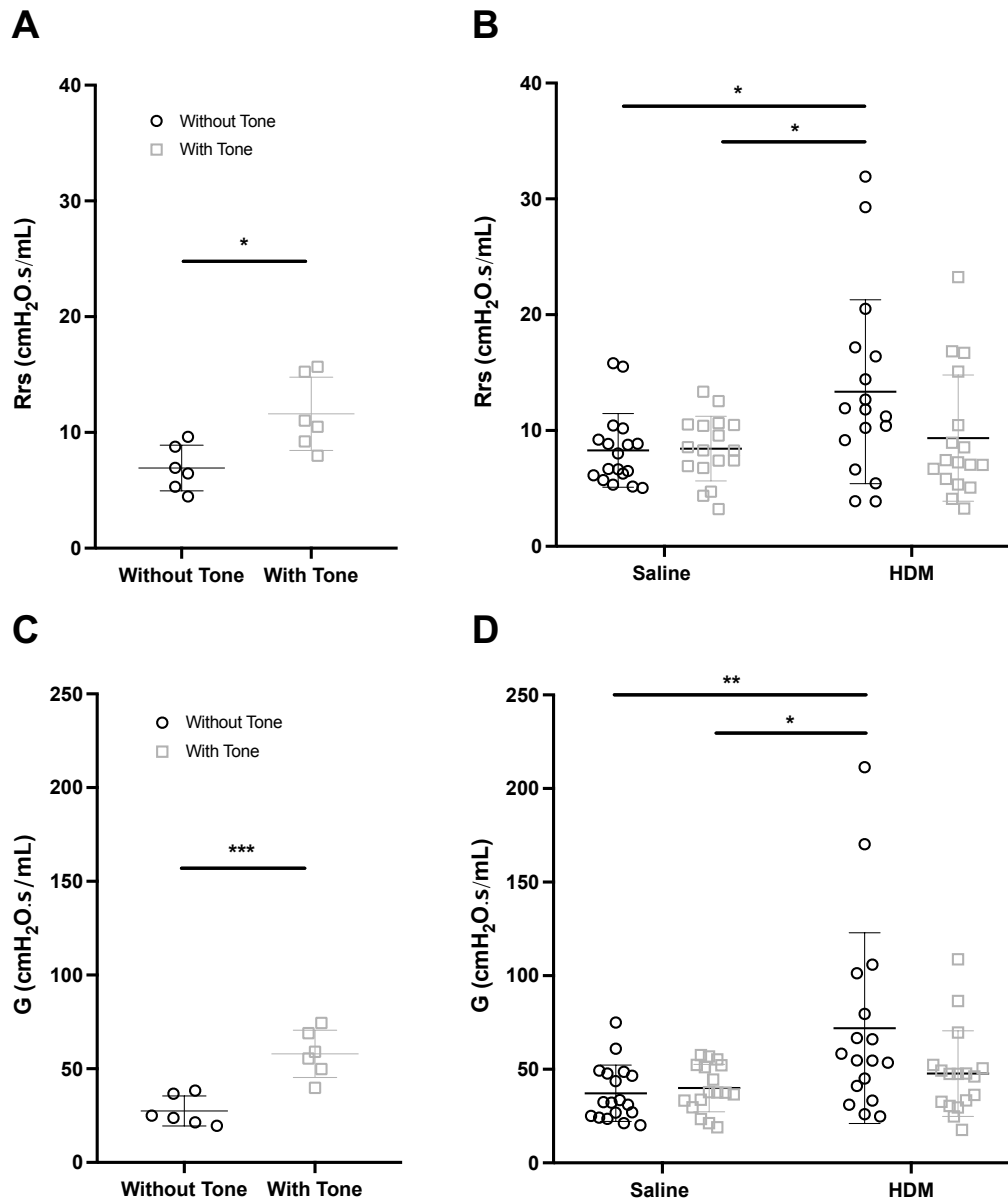 A
Rrs (cmH₂O.s/mL)
40
30
20
10
0
Without Tone
With Tone
*
Without Tone
With Tone
B
Rrs (cmH₂O.s/mL)
40
30
20
10
0
*
*
Saline
HDM
C
G (cmH₂O.s/mL)
250
200
150
100
50
0
Without Tone
With Tone
***
Without Tone
With Tone
D
G (cmH₂O.s/mL)
250
200
150
100
50
0
**
*
Saline
HDM